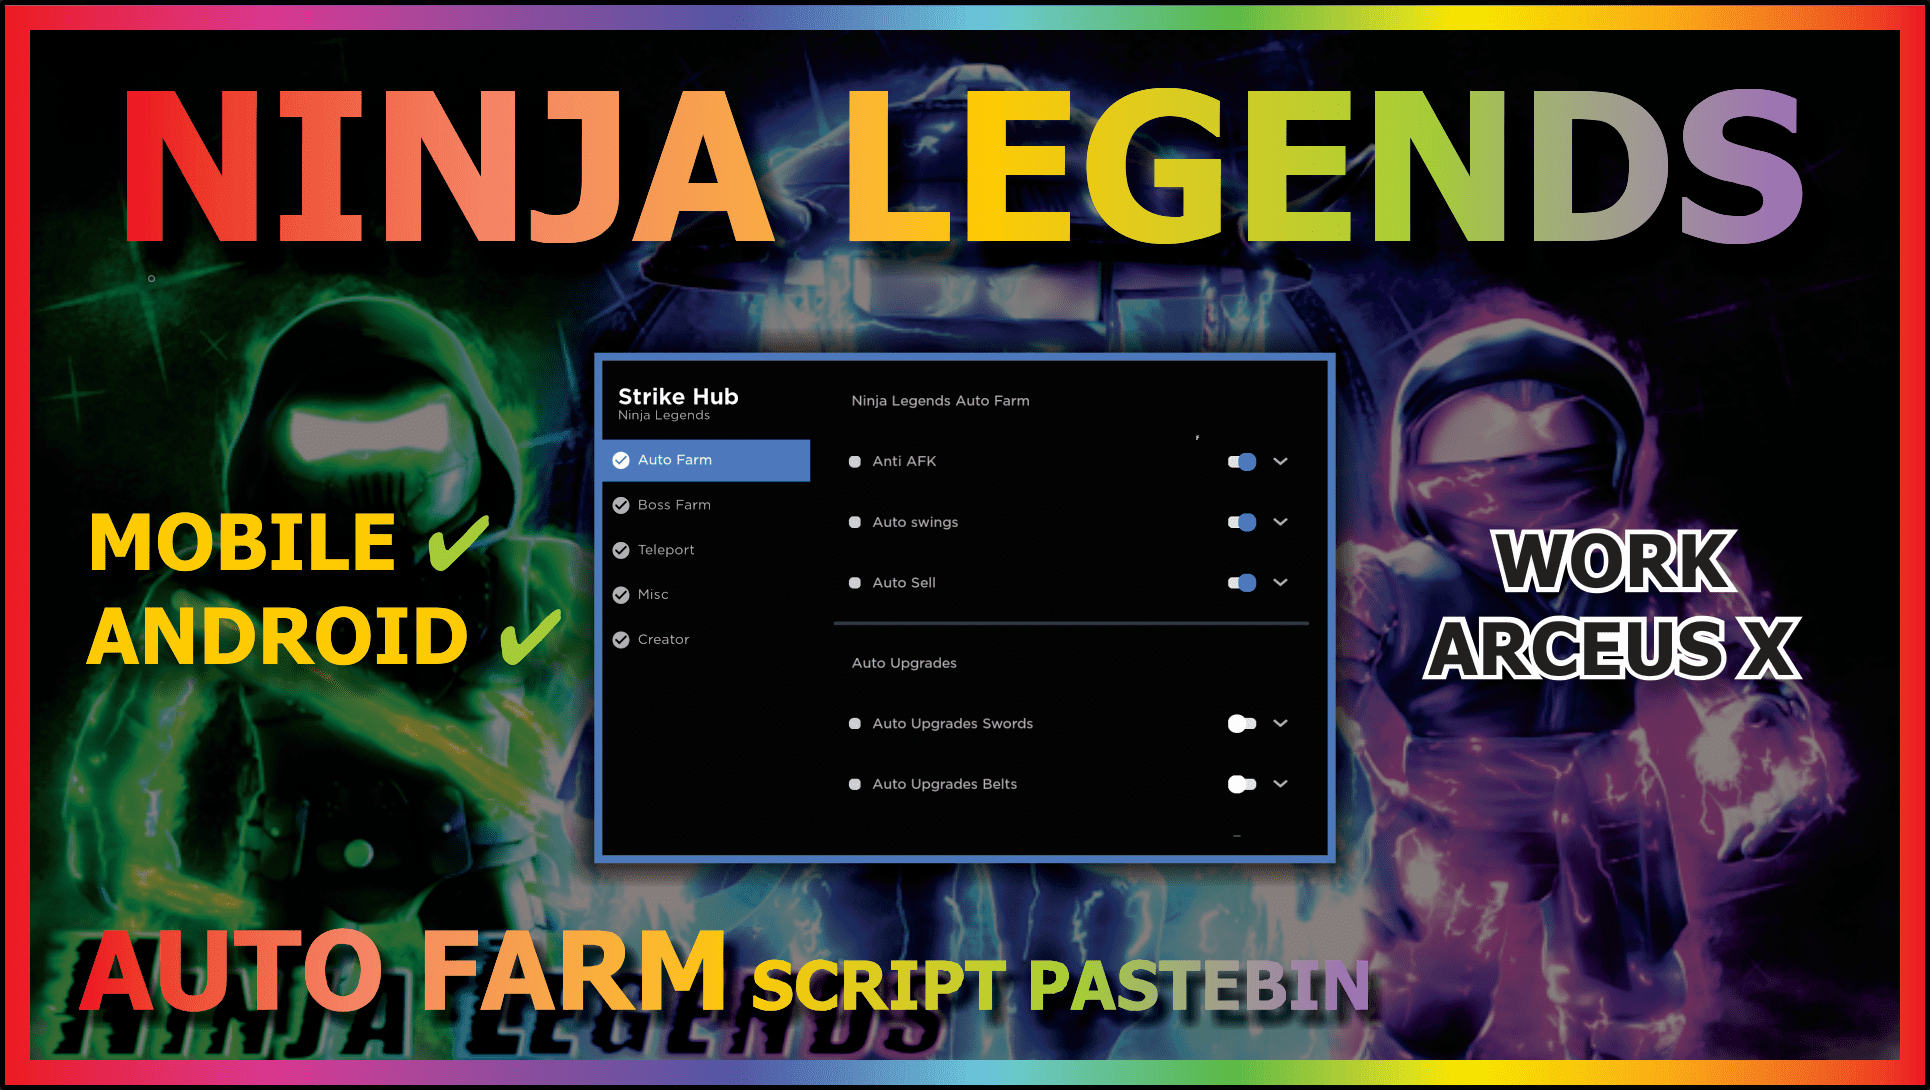 NINJA LEGENDS
Strike Hub
Ninja Legends
Auto Farm
Boss Farm
Teleport
Misc
Creator
Ninja Legends Auto Farm
Anti AFK
Auto swings
Auto Sell
Auto Upgrades
Auto Upgrades Swords
Auto Upgrades Belts
MOBILE ✔
ANDROID ✔
WORK
ARCEUS X
AUTO FARM SCRIPT PASTEBIN
NINJA LEGENDS